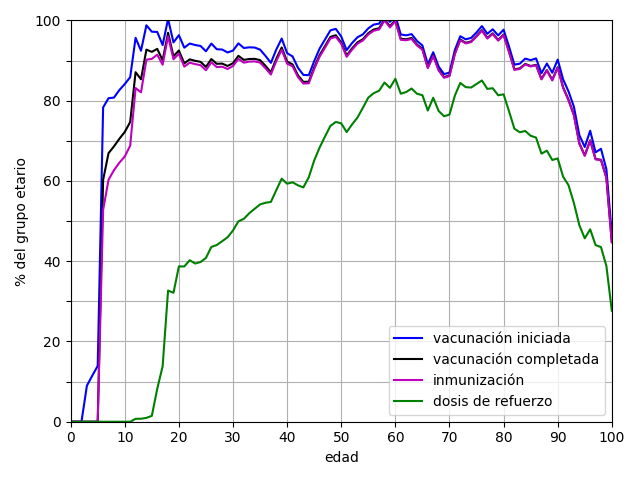 100
80
60
40
20
0
% del grupo etario
vacunación iniciada
vacunación completada
inmunización
dosis de refuerzo
0 10 20 30 40 50 60 70 80 90 100
edad